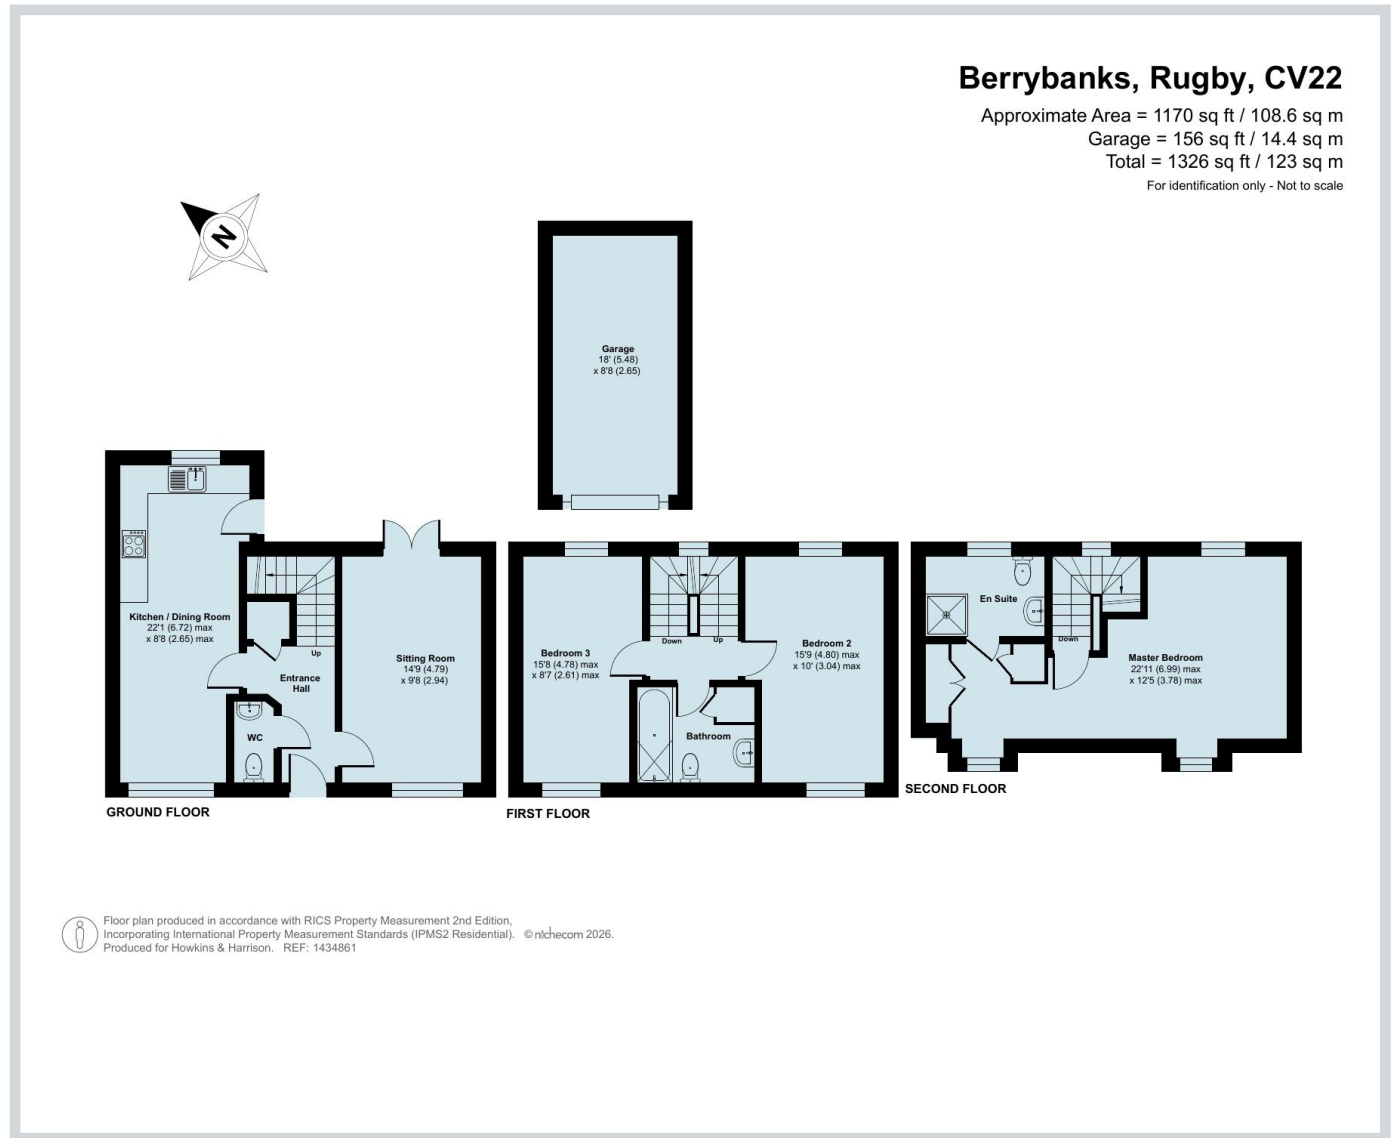 Berrybanks, Rugby, CV22
Approximate Area = 1170 sq ft / 108.6 sq m
Garage = 156 sq ft / 14.4 sq m
Total = 1326 sq ft / 123 sq m
For identification only - Not to scale
N
Garage
18' (5.48)
x 8'8 (2.65)
Kitchen / Dining Room
22'1 (6.72) max
x 8'8 (2.65) max
Up
Entrance
Hall
WC
Sitting Room
14'9 (4.79)
x 9'8 (2.94)
GROUND FLOOR
Bedroom 3
15'8 (4.78) max
x 8'7 (2.61) max
Down
Up
Bathroom
Bedroom 2
15'9 (4.80) max
x 10' (3.04) max
FIRST FLOOR
En Suite
Down
Master Bedroom
22'11 (6.99) max
x 12'5 (3.78) max
SECOND FLOOR
Floor plan produced in accordance with RICS Property Measurement 2nd Edition,
Incorporating International Property Measurement Standards (IPMS2 Residential). © nichecom 2026.
Produced for Howkins & Harrison. REF: 1434861